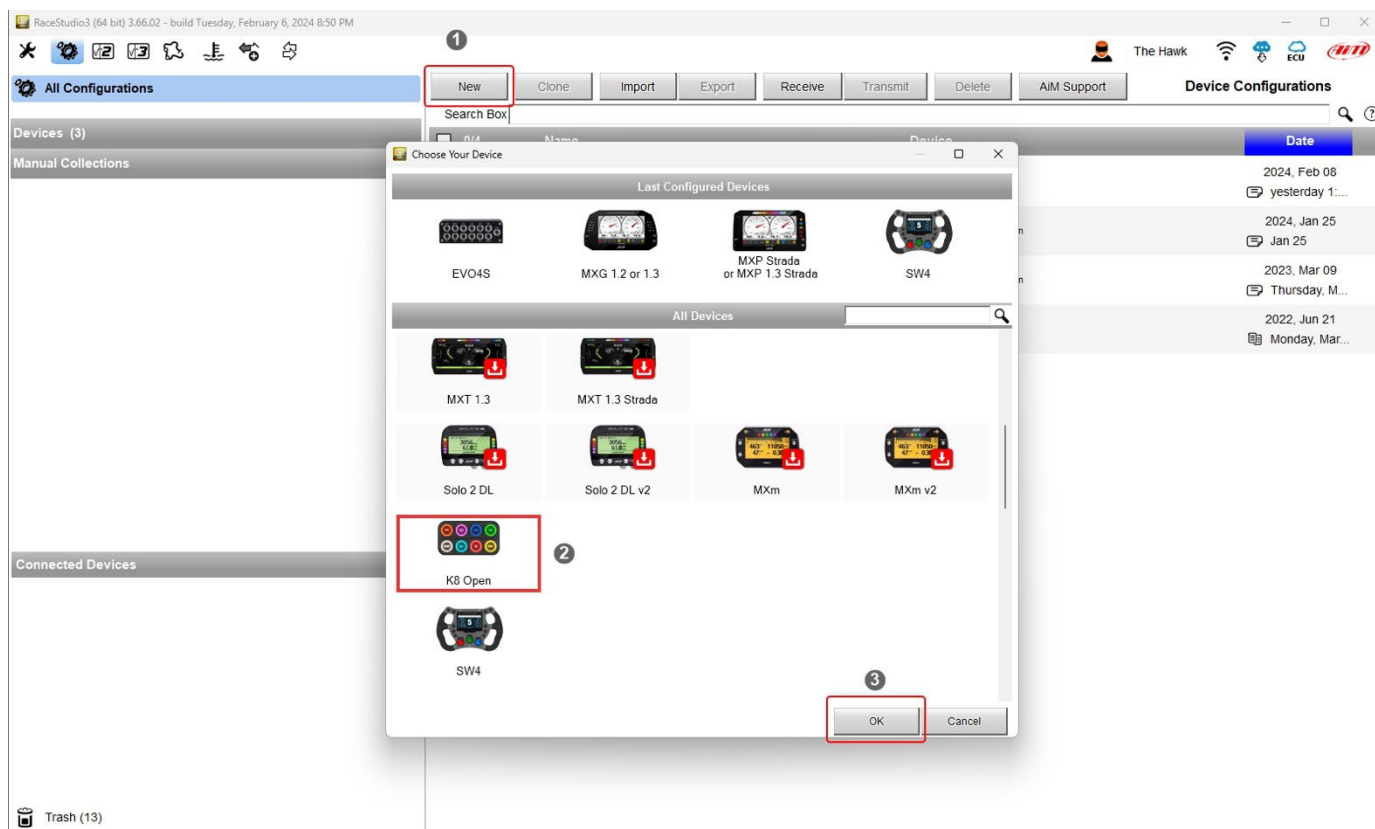 RaceStudio3 (64 bit) 3.66.02 - build Tuesday, February 6, 2024 8:50 PM
1
The Hawk
ECU
AiM
All Configurations
New Clone Import Export Receive Transmit Delete AiM Support Device Configurations
Search Box
Devices (3)
0/4 Name Device Date
Manual Collections
Choose Your Device
Last Configured Devices
EVO4S
MXG 1.2 or 1.3
MXP Strada
or MXP 1.3 Strada
SW4
All Devices
MXT 1.3
MXT 1.3 Strada
Solo 2 DL
Solo 2 DL v2
MXm
MXm v2
K8 Open
2
SW4
3
OK Cancel
2024, Feb 08
yesterday 1:...
2024, Jan 25
Jan 25
2023, Mar 09
Thursday, M...
2022, Jun 21
Monday, Mar...
Connected Devices
Trash (13)